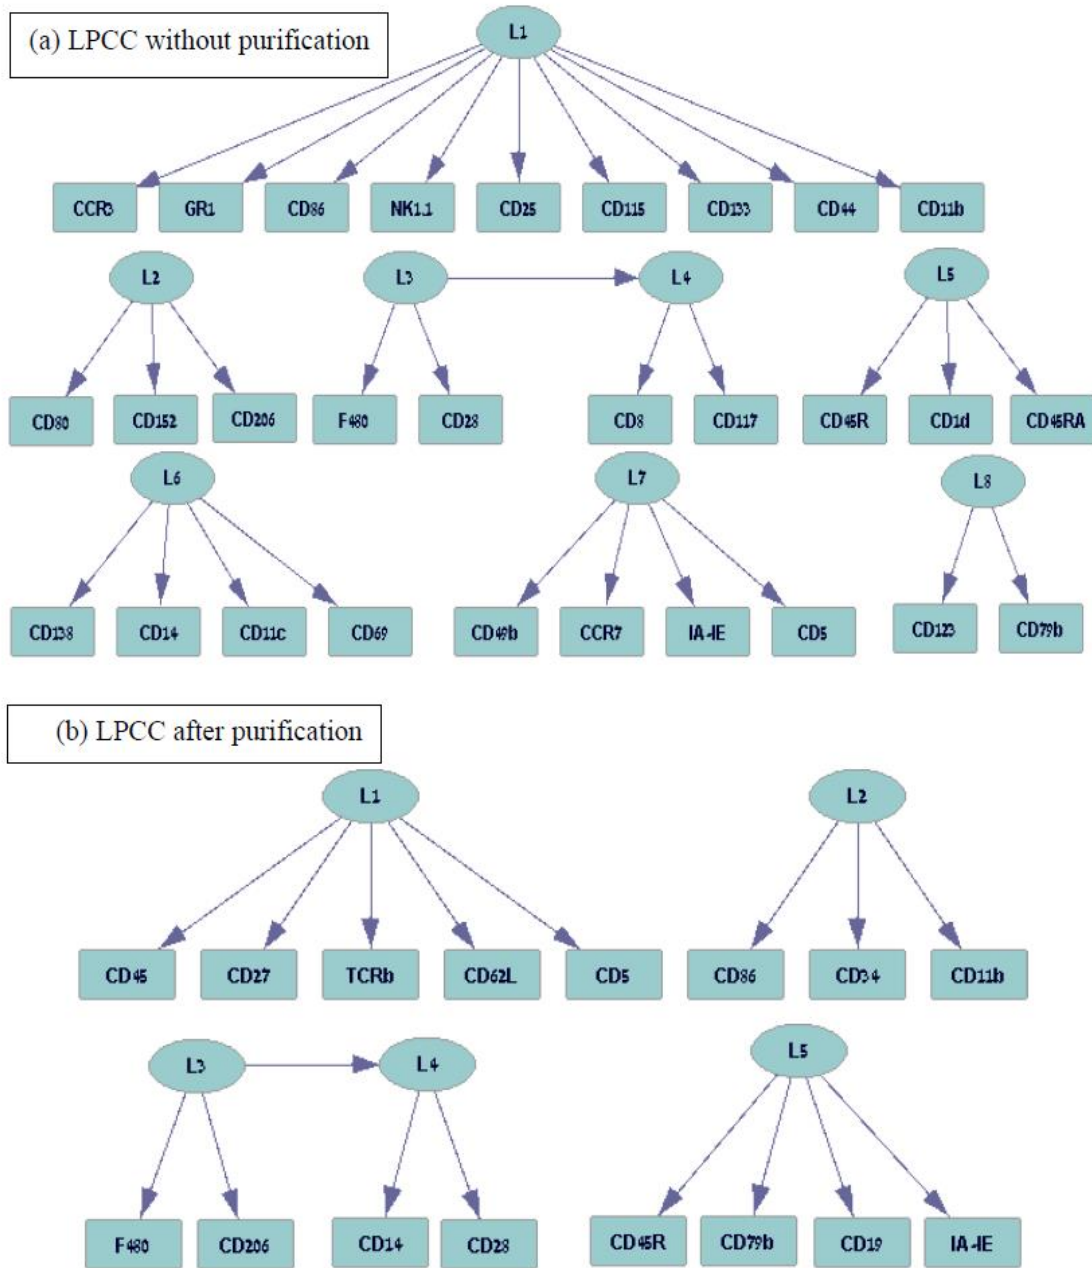 (a) LPCC without purification
L1
CCR3 GR1 CD86 NK1.1 CD25 CD115 CD133 CD44 CD11b
L2 L3 L4 L5
CD80 CD152 CD206 F480 CD28 CD8 CD117 CD45R CD1d CD45RA
L6 L7 L8
CD138 CD14 CD11c CD69 CD49b CCR7 IA-IE CD5 CD123 CD79b
(b) LPCC after purification
L1 L2
CD45 CD27 TCRb CD62L CD5 CD86 CD34 CD11b
L3 L4 L5
F480 CD206 CD14 CD28 CD45R CD79b CD19 IA-IE